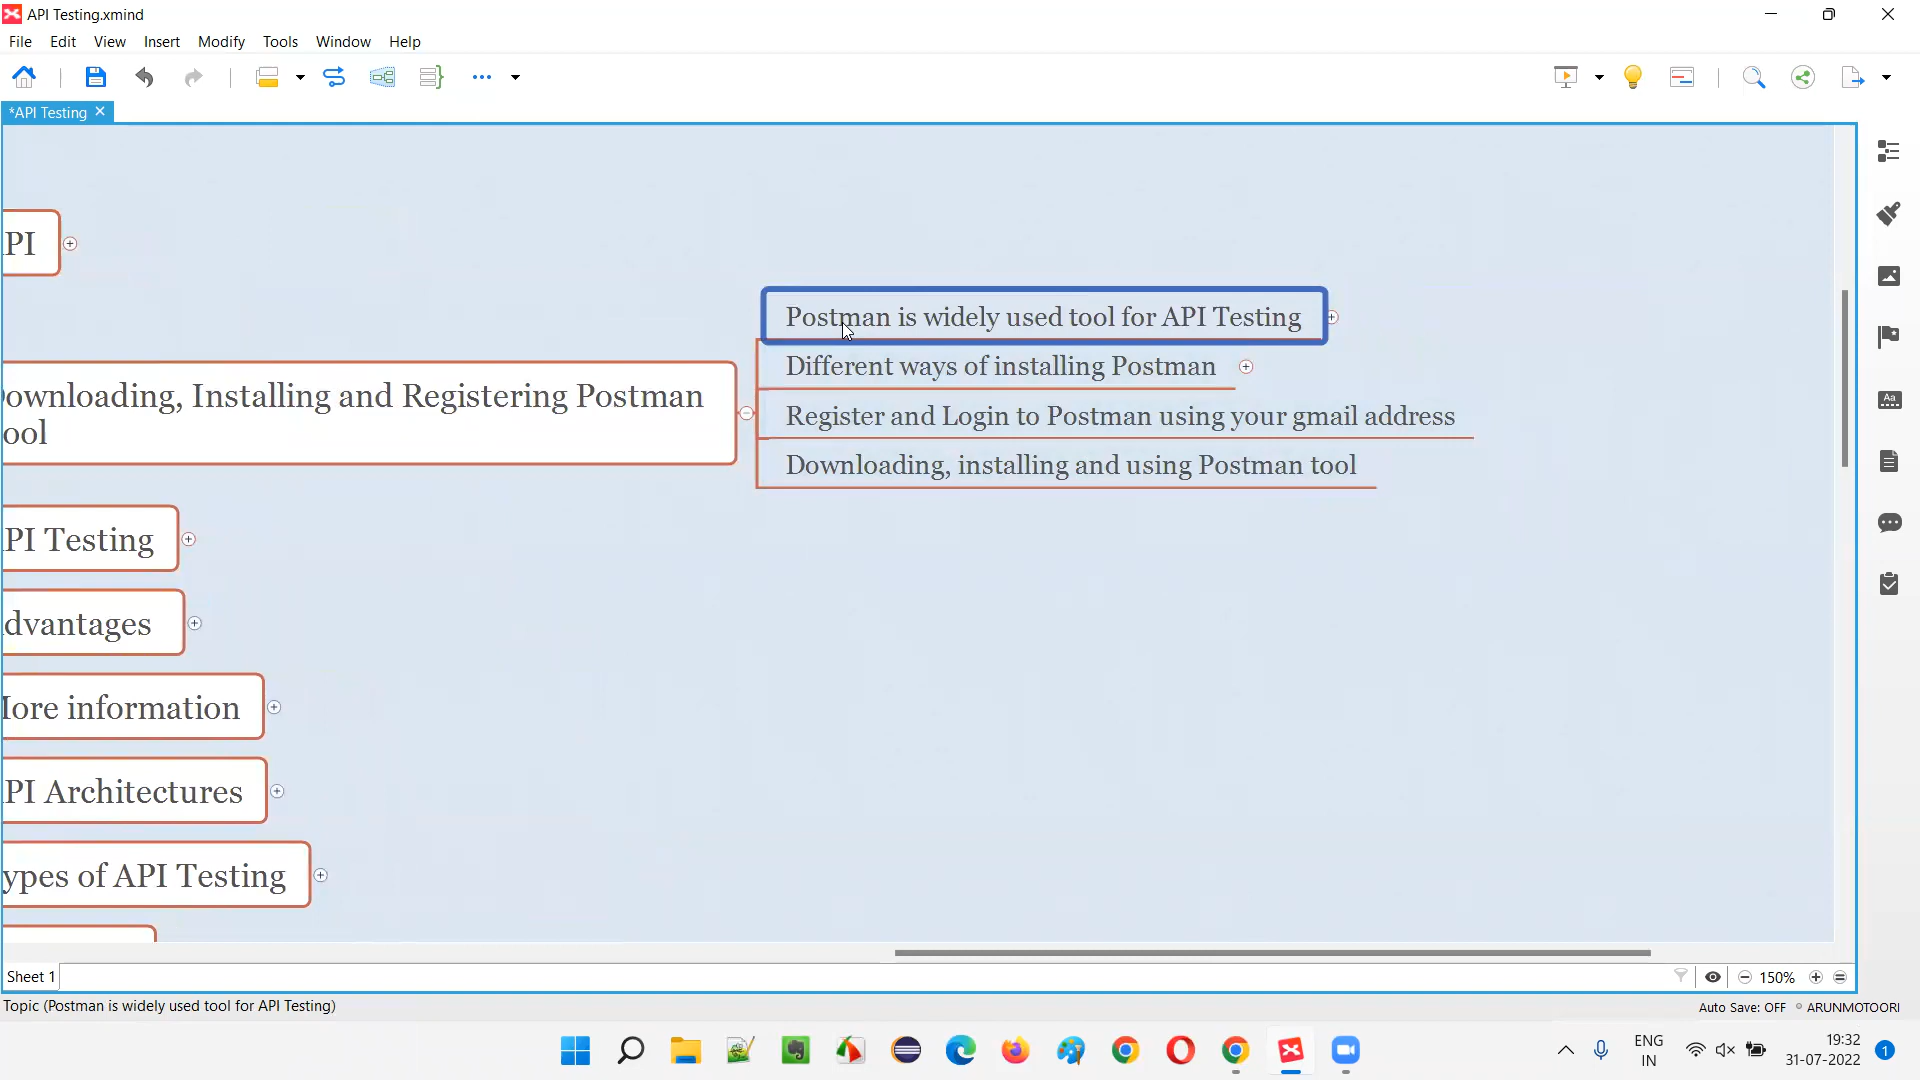 API Testing.xmind
File Edit View Insert Modify Tools Window Help
*API Testing
PI
Postman is widely used tool for API Testing
Different ways of installing Postman
ownloading, Installing and Registering Postman
ool
Register and Login to Postman using your gmail address
Downloading, installing and using Postman tool
PI Testing
dvantages
ore information
PI Architectures
ypes of API Testing
Aa
Sheet 1
150%
Topic (Postman is widely used tool for API Testing)
Auto Save: OFF
ARUNMOTOORI
ENG
IN
19:32
31-07-2022
1